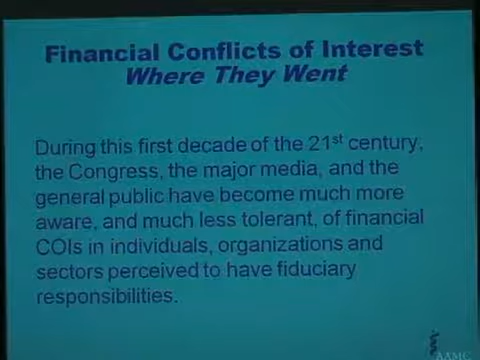 Financial Conflicts of Interest
Where They Went
During this first decade of the 21st century,
the Congress, the major media, and the
general public have become much more
aware, and much less tolerant, of financial
COIs in individuals, organizations and
sectors perceived to have fiduciary
responsibilities.
AAMC